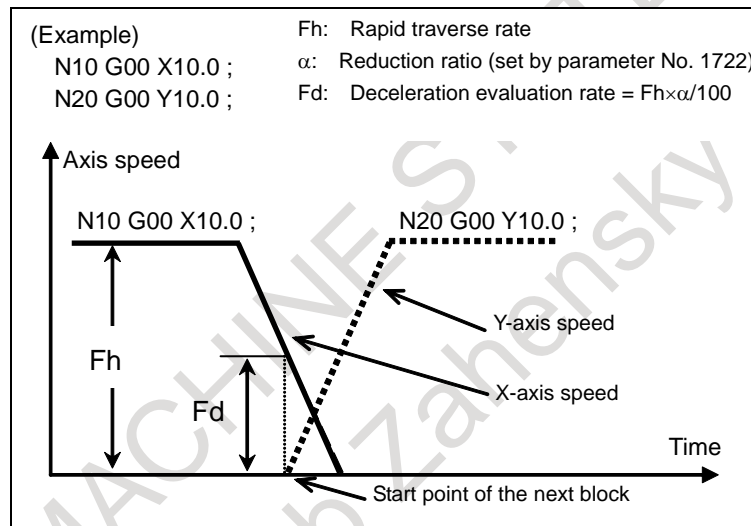 (Example)
N10 G00 X10.0 ;
N20 G00 Y10.0 ;
Fh: Rapid traverse rate
α: Reduction ratio (set by parameter No. 1722)
Fd: Deceleration evaluation rate = Fh×α/100
Axis speed
N10 G00 X10.0 ;
N20 G00 Y10.0 ;
Y-axis speed
Fh
X-axis speed
Fd
Time
Start point of the next block
MACHINE
Zahensky